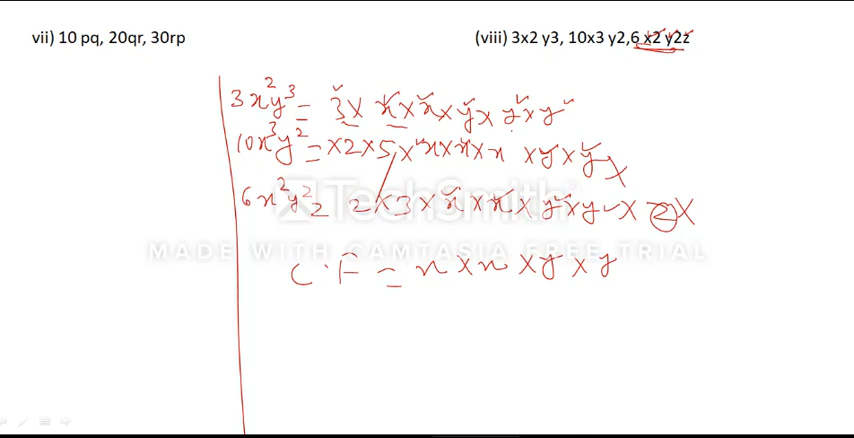 vii) 10 pq, 20qr, 30rp
(viii) 3x2 y3, 10x3 y2,6 x2 y2z
3x²y³ = 3 × x × x × y × y × y
10x³y² = × 2 × 5 × x × x × x × y × y ×
6x²y²z 2 × 3 × x × x × y × y × z ×
TechSmith
MADE WITH CAMTASIA FREE TRIAL
C.F = x × x × y × y